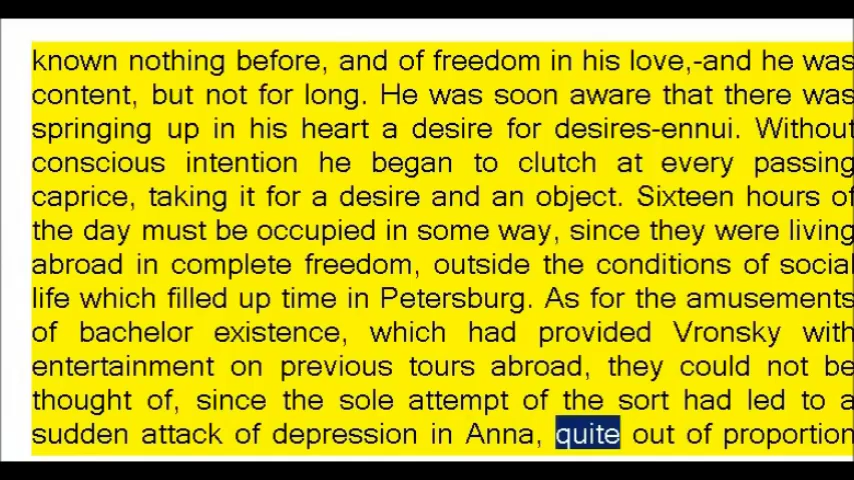 known nothing before, and of freedom in his love,-and he was
content, but not for long. He was soon aware that there was
springing up in his heart a desire for desires-ennui. Without
conscious intention he began to clutch at every passing
caprice, taking it for a desire and an object. Sixteen hours of
the day must be occupied in some way, since they were living
abroad in complete freedom, outside the conditions of social
life which filled up time in Petersburg. As for the amusements
of bachelor existence, which had provided Vronsky with
entertainment on previous tours abroad, they could not be
thought of, since the sole attempt of the sort had led to a
sudden attack of depression in Anna, quite out of proportion